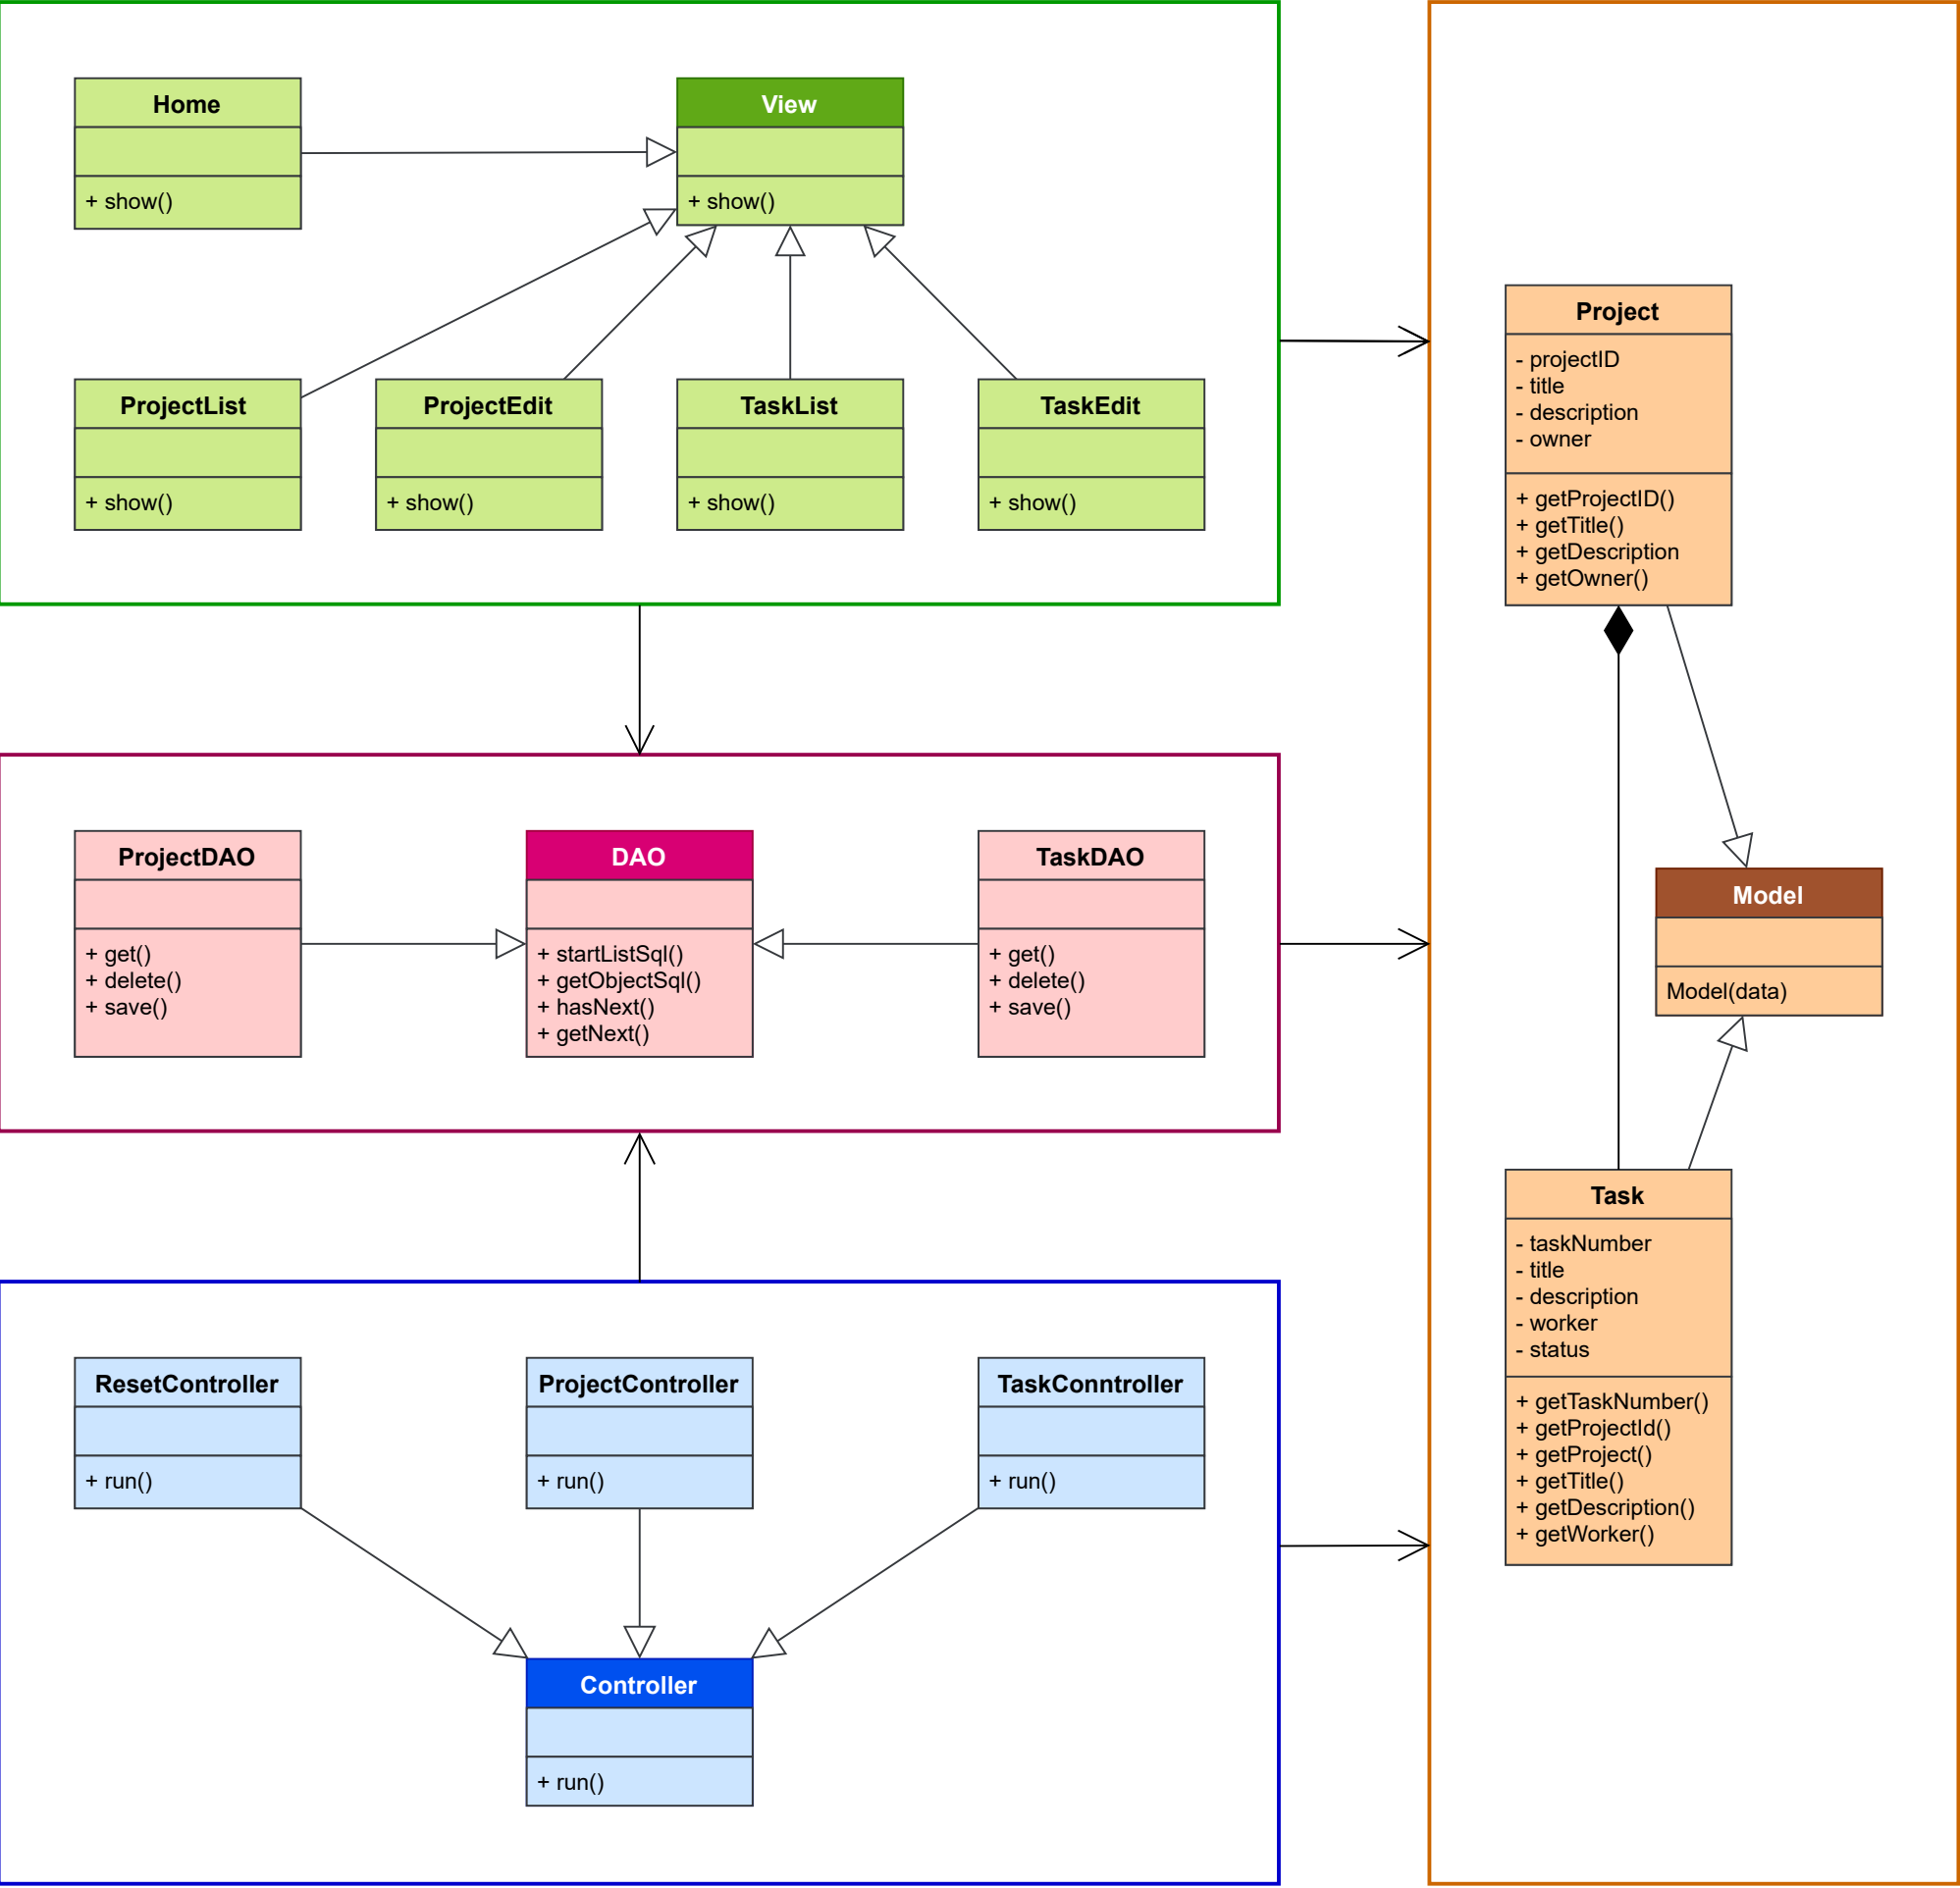 Home
+ show()
View
+ show()
ProjectList
+ show()
ProjectEdit
+ show()
TaskList
+ show()
TaskEdit
+ show()
ProjectDAO
+ get()
+ delete()
+ save()
DAO
+ startListSql()
+ getObjectSql()
+ hasNext()
+ getNext()
TaskDAO
+ get()
+ delete()
+ save()
ResetController
+ run()
ProjectController
+ run()
TaskConntroller
+ run()
Controller
+ run()
Project
- projectID
- title
- description
- owner
+ getProjectID()
+ getTitle()
+ getDescription
+ getOwner()
Model
Model(data)
Task
- taskNumber
- title
- description
- worker
- status
+ getTaskNumber()
+ getProjectId()
+ getProject()
+ getTitle()
+ getDescription()
+ getWorker()